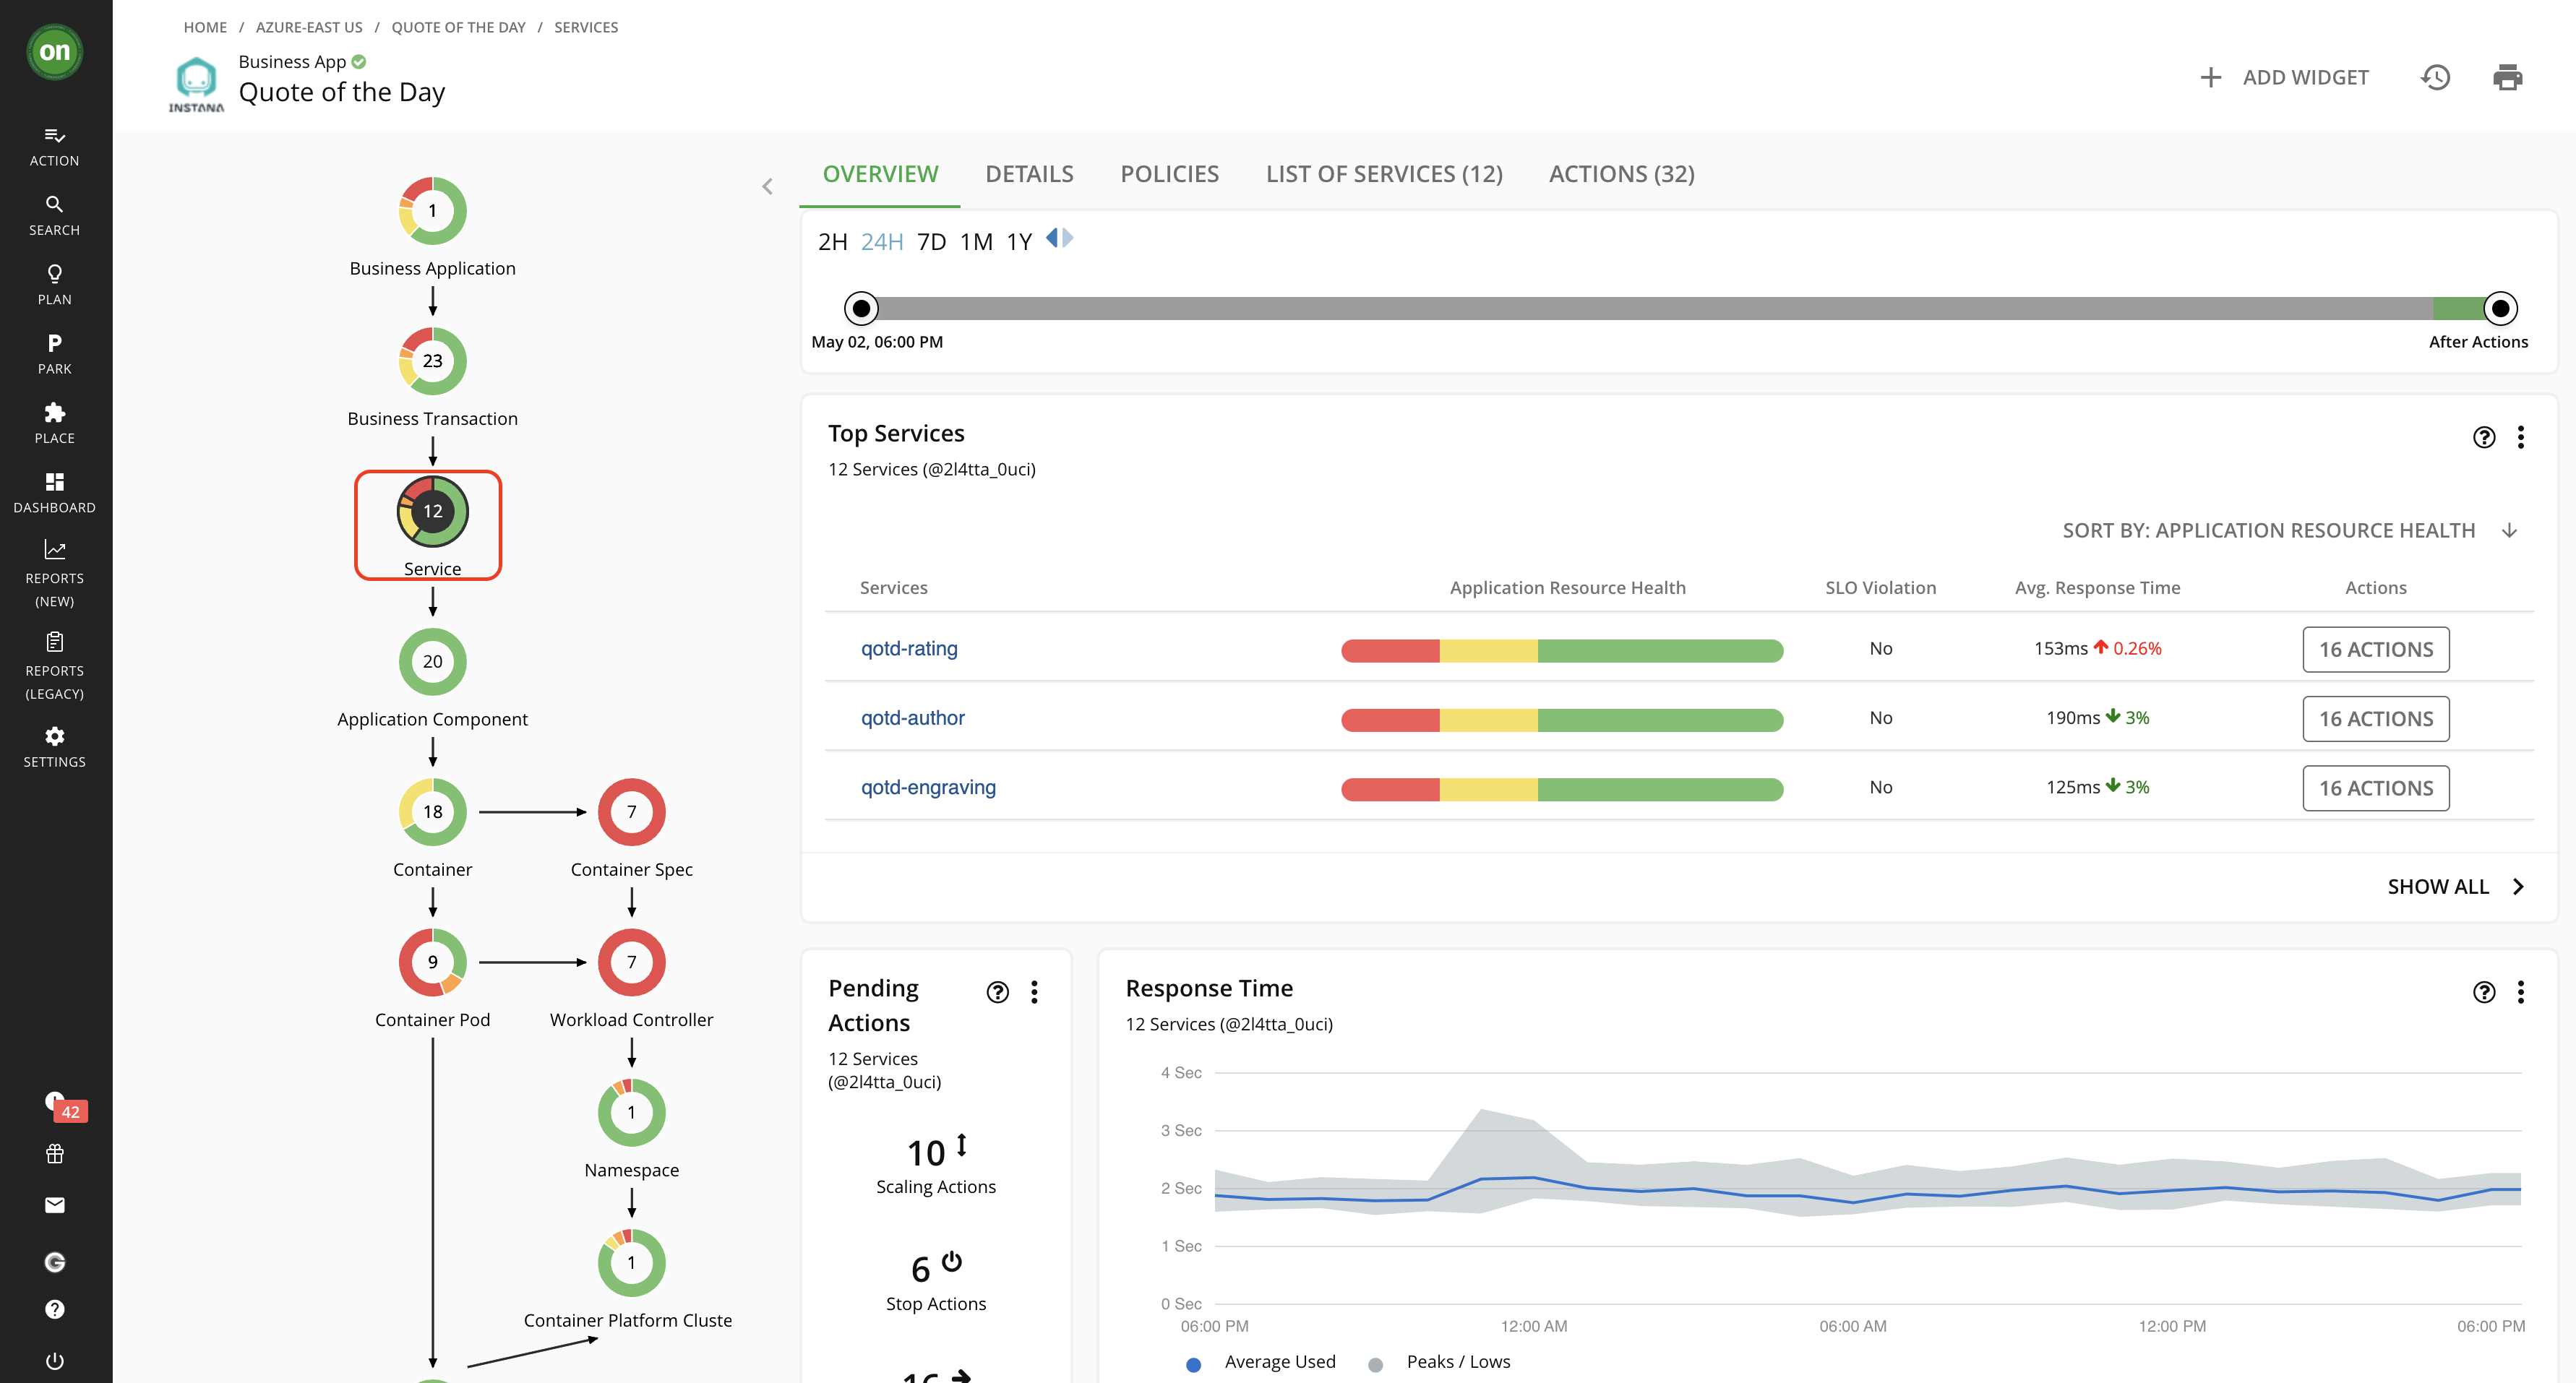 on
ACTION
SEARCH
PLAN
P
PARK
PLACE
DASHBOARD
REPORTS
(NEW)
REPORTS
(LEGACY)
SETTINGS
42
HOME / AZURE-EAST US / QUOTE OF THE DAY / SERVICES
INSTANA
Business App
Quote of the Day
ADD WIDGET
1
Business Application
23
Business Transaction
12
Service
20
Application Component
18
Container
7
Container Spec
9
Container Pod
7
Workload Controller
1
Namespace
1
Container Platform Cluste
OVERVIEW DETAILS POLICIES LIST OF SERVICES (12) ACTIONS (32)
2H 24H 7D 1M 1Y
May 02, 06:00 PM
After Actions
Top Services
12 Services (@2l4tta_0uci)
SORT BY: APPLICATION RESOURCE HEALTH
Services Application Resource Health SLO Violation Avg. Response Time Actions
qotd-rating No 153ms 0.26% 16 ACTIONS
qotd-author No 190ms 3% 16 ACTIONS
qotd-engraving No 125ms 3% 16 ACTIONS
SHOW ALL
Pending
Actions
12 Services
(@2l4tta_0uci)
10
Scaling Actions
6
Stop Actions
Response Time
12 Services (@2l4tta_0uci)
4 Sec
3 Sec
2 Sec
1 Sec
0 Sec
06:00 PM 12:00 AM 06:00 AM 12:00 PM 06:00 PM
Average Used Peaks / Lows